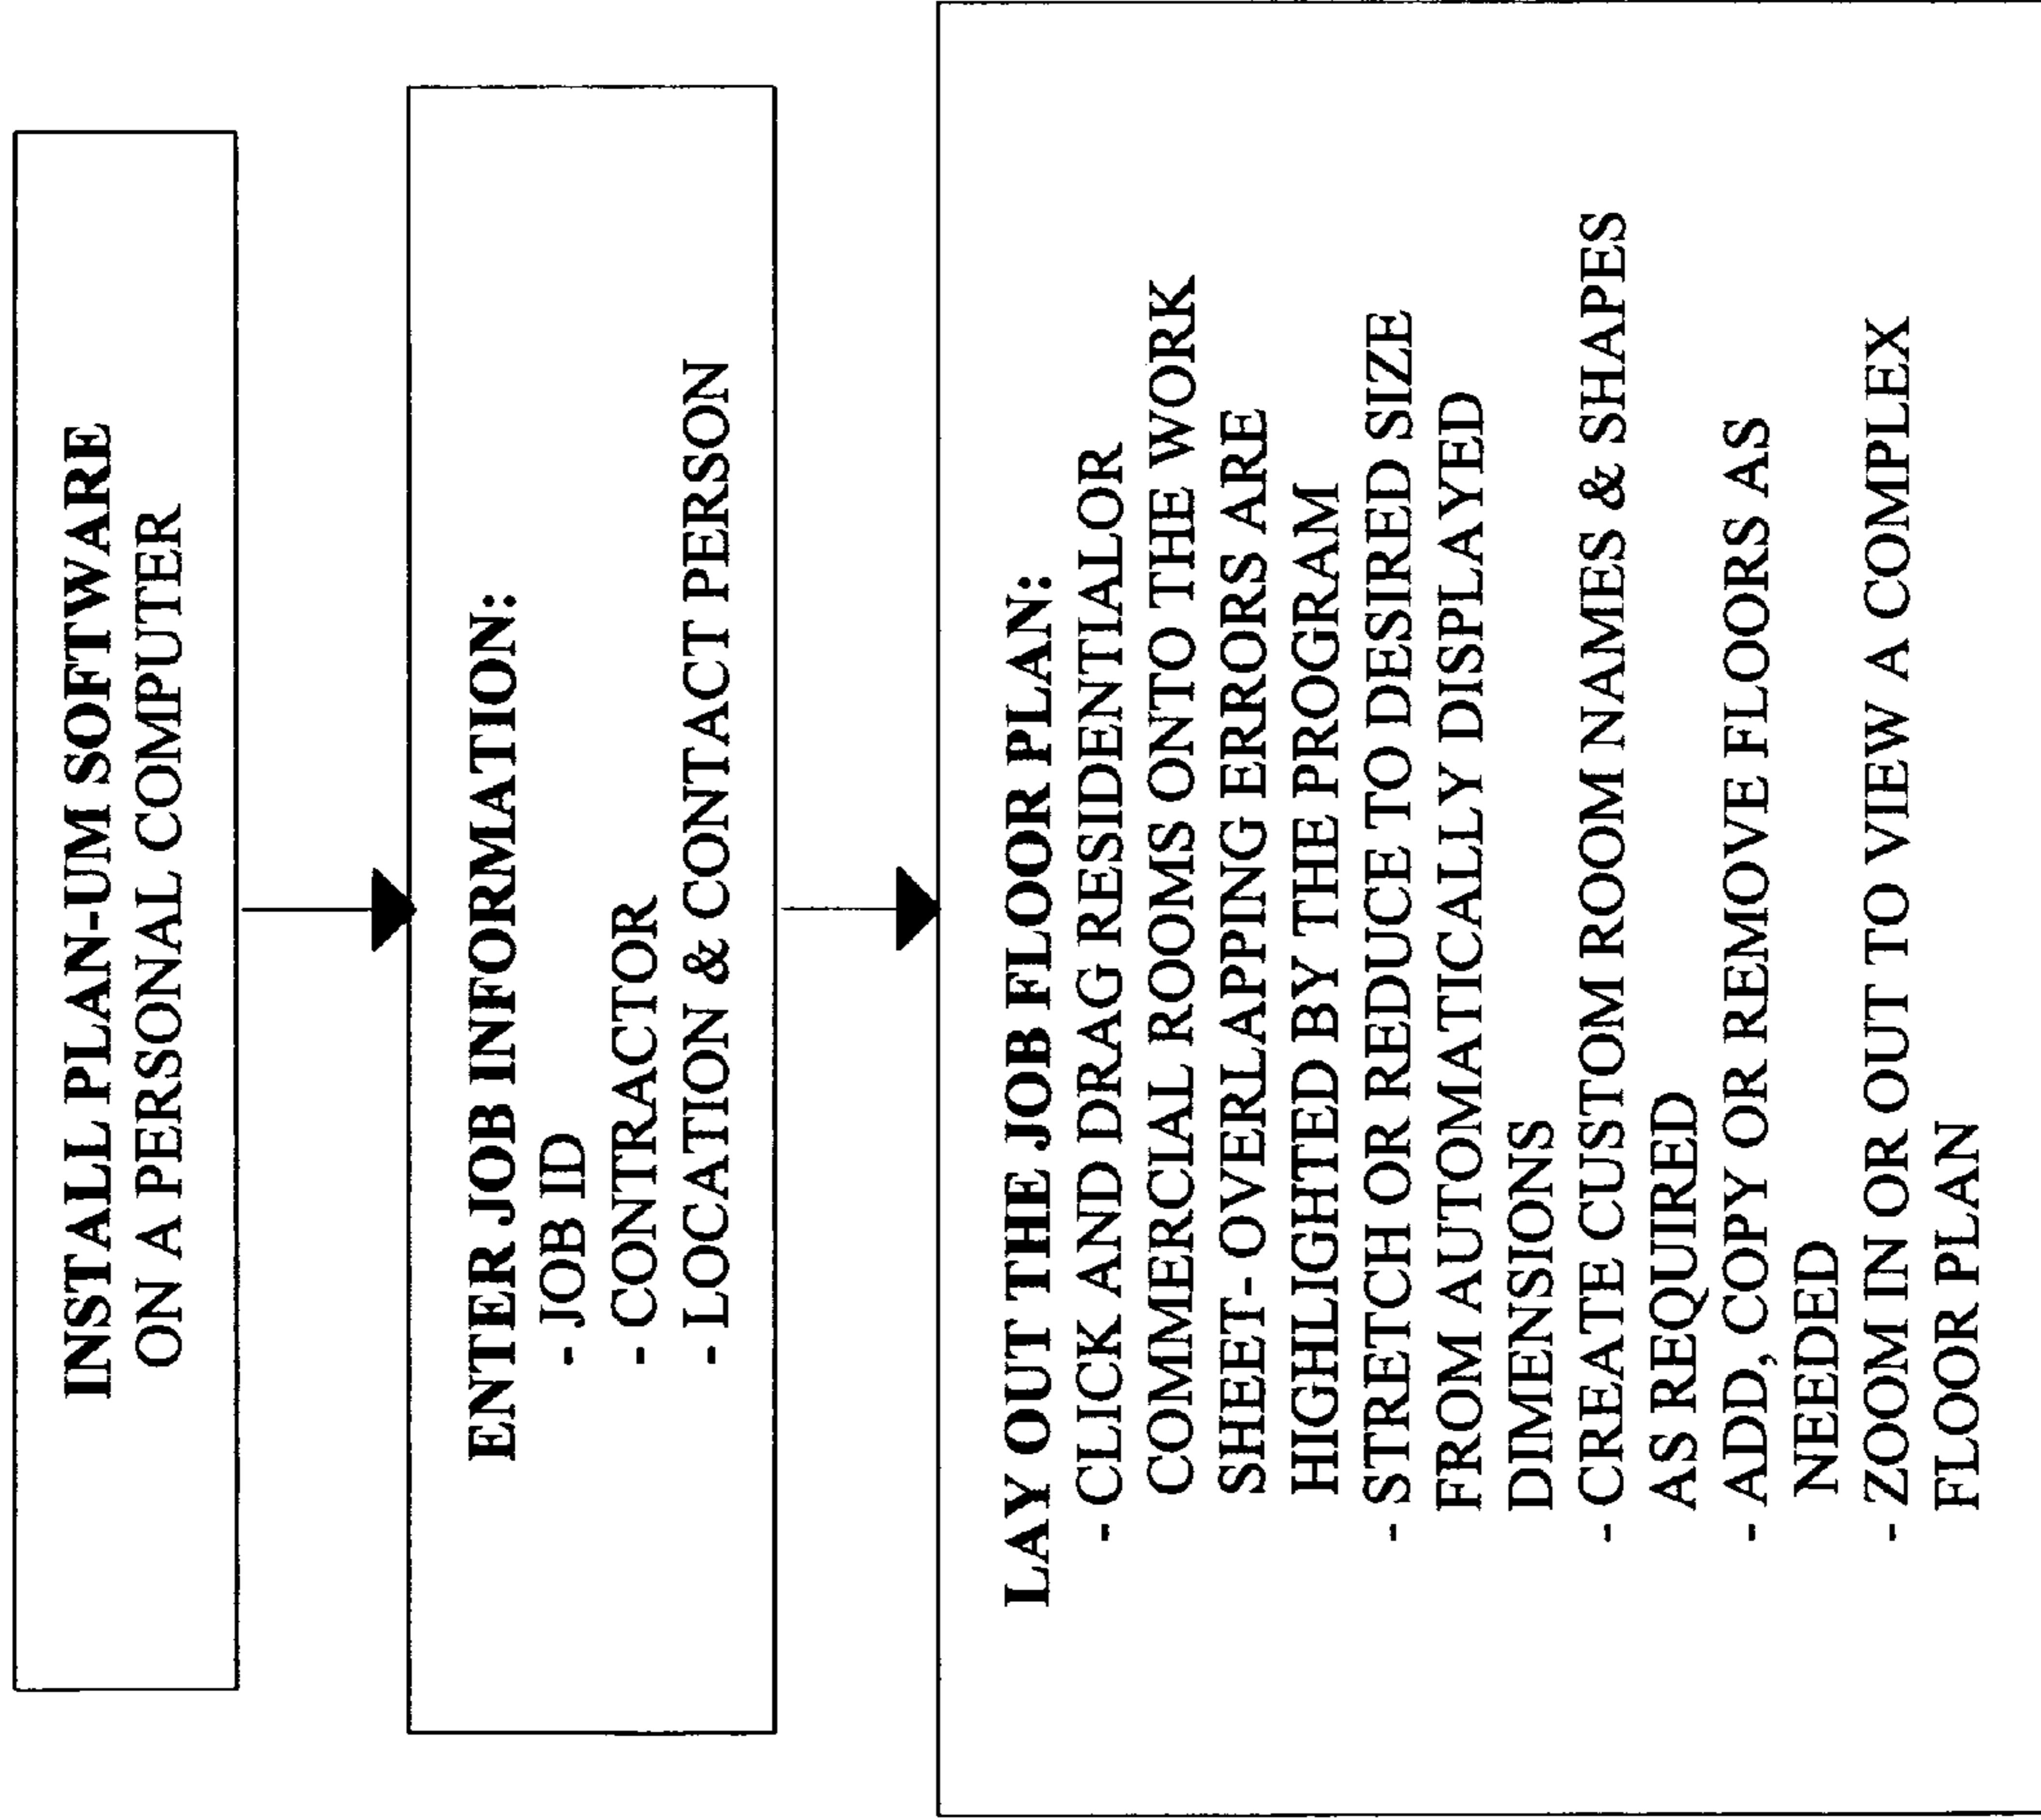 INSTALL PLAN-UM SOFTWARE
ON A PERSONAL COMPUTER
ENTER JOB INFORMATION:
- JOB ID
- CONTRACTOR
- LOCATION & CONTACT PERSON
LAY OUT THE JOB FLOOR PLAN:
- CLICK AND DRAG RESIDENTIALOR
COMMERCIAL ROOMS ONTO THE WORK
SHEET- OVERLAPPING ERRORS ARE
HIGHLIGHTED BY THE PROGRAM
- STRETCH OR REDUCE TO DESIRED SIZE
FROM AUTOMATICALLY DISPLAYED
DIMENSIONS
- CREATE CUSTOM ROOM NAMES & SHAPES
AS REQUIRED
- ADD, COPY OR REMOVE FLOORS AS
NEEDED
- ZOOM IN OR OUT TO VIEW A COMPLEX
FLOOR PLAN